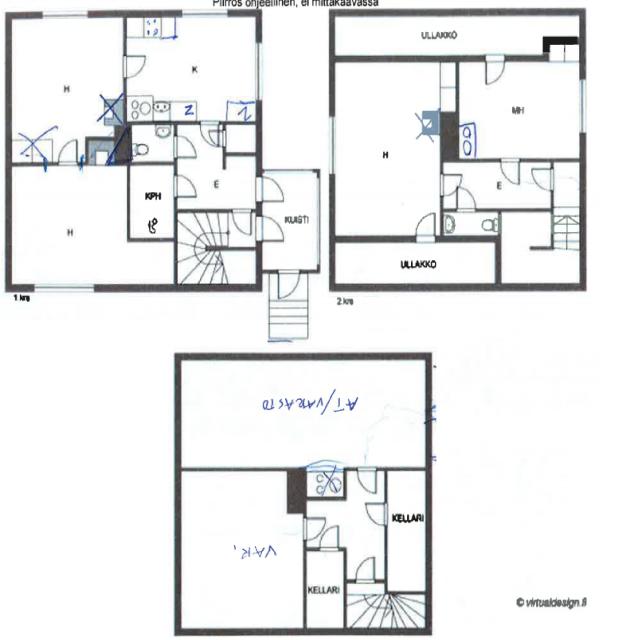 Piirros ohjeellinen, ei mittakaavassa
H
K
H
E
KPH
KUISTI
1 krs
ULLAKKO
MH
H
E
ULLAKKO
2 krs
AT/VARASTO
VAR.
KELLARI
KELLARI
© virtualdesign.fi